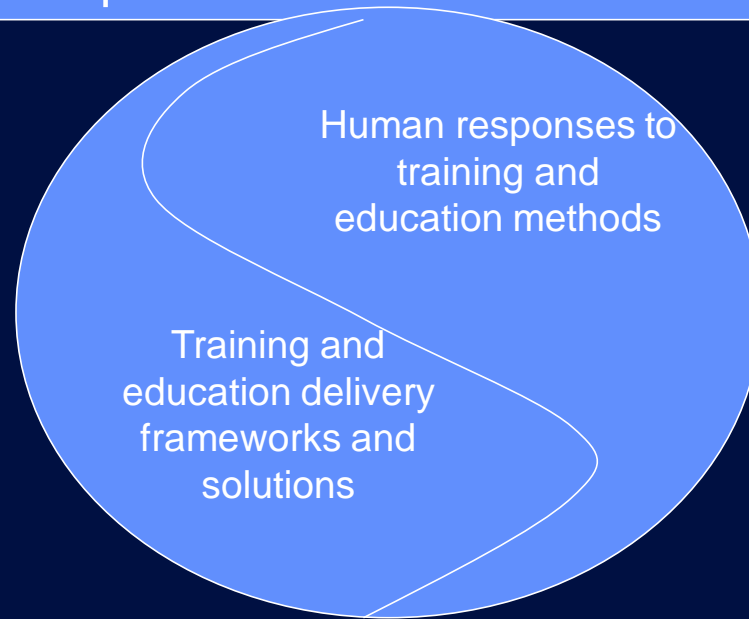 Human responses to
training and
education methods
Training and
education delivery
frameworks and
solutions